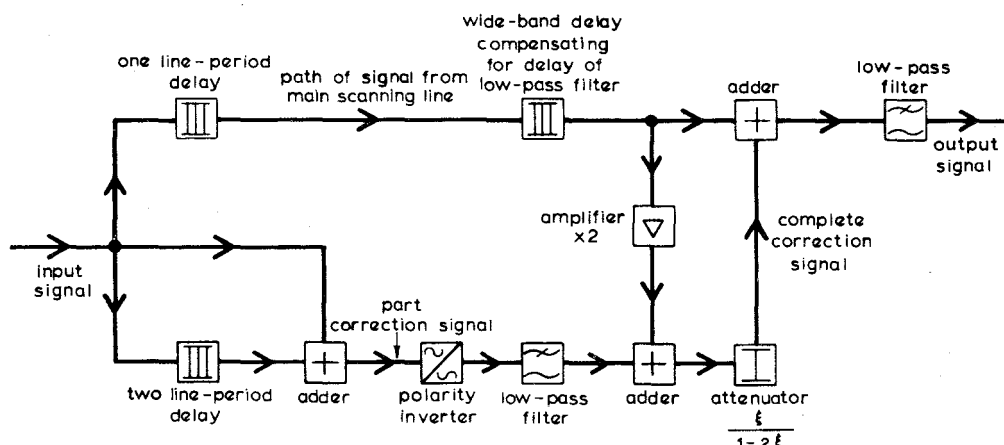 wide-band delay
compensating
for delay of
low-pass filter
one line-period
delay
path of signal from
main scanning line
adder
low-pass
filter
output
signal
amplifier
x2
complete
correction
signal
input
signal
part
correction signal
two line-period
delay
adder
polarity
inverter
low-pass
filter
adder
attenuator
ξ
1-2ξ